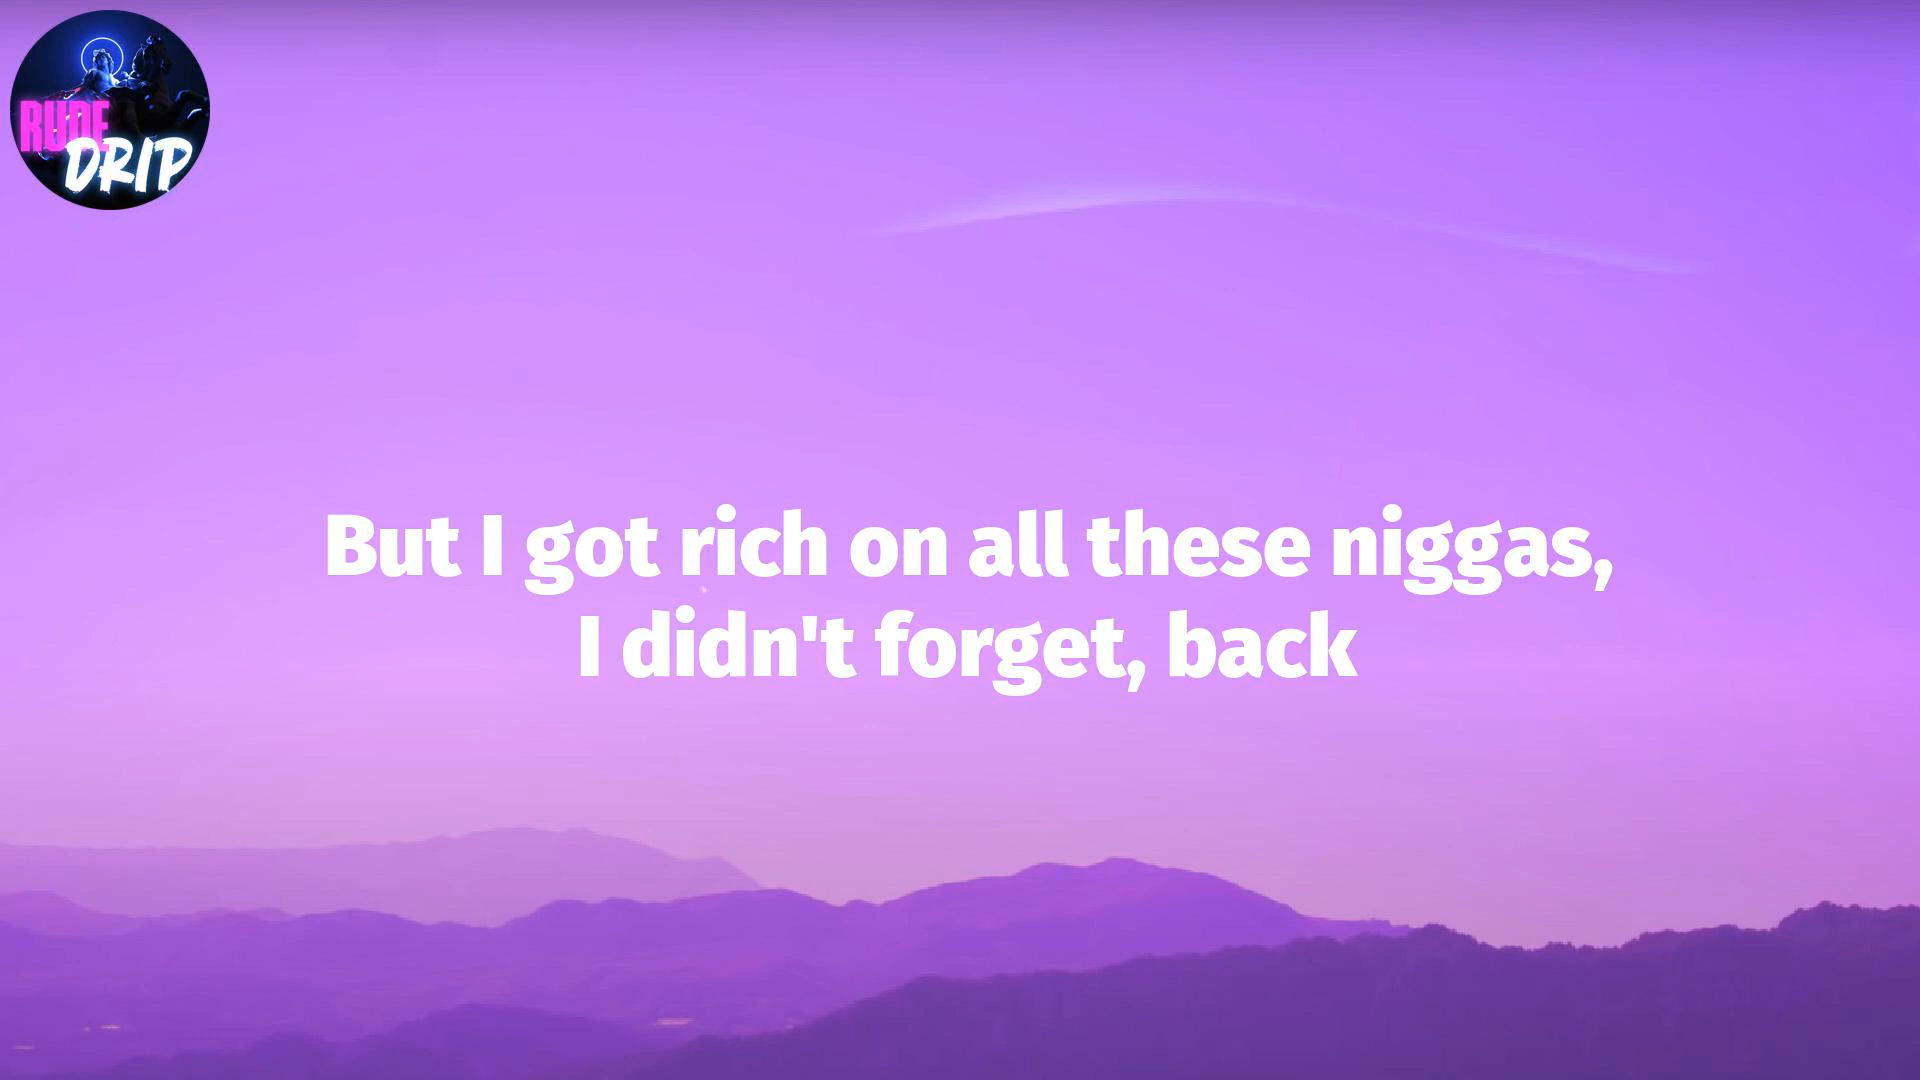 RUDE
DRIP
But I got rich on all these niggas,
I didn't forget, back